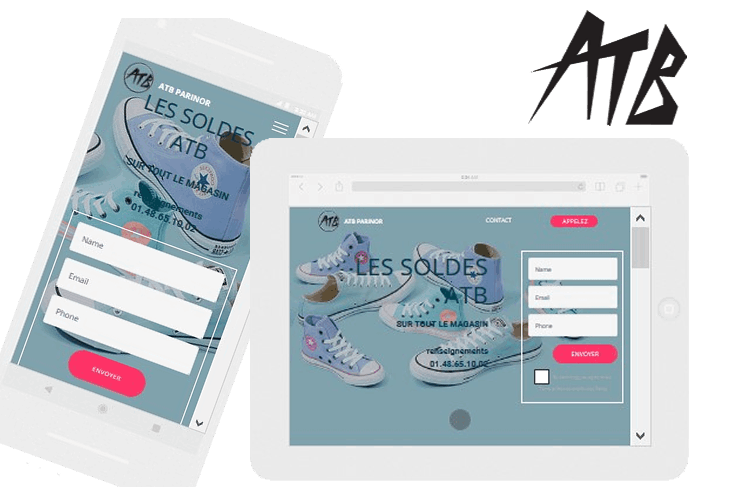 ATB
ATB
ATB PARINOR
LES SOLDES
ATB
SUR TOUT LE MAGASIN
renseignements
01.48.65.10.02
Name
Email
Phone
ENVOYER
ATB
ATB PARINOR
CONTACT
APPELEZ
LES SOLDES
ATB
SUR TOUT LE MAGASIN
renseignements
01.48.65.10.02
Name
Email
Phone
ENVOYER